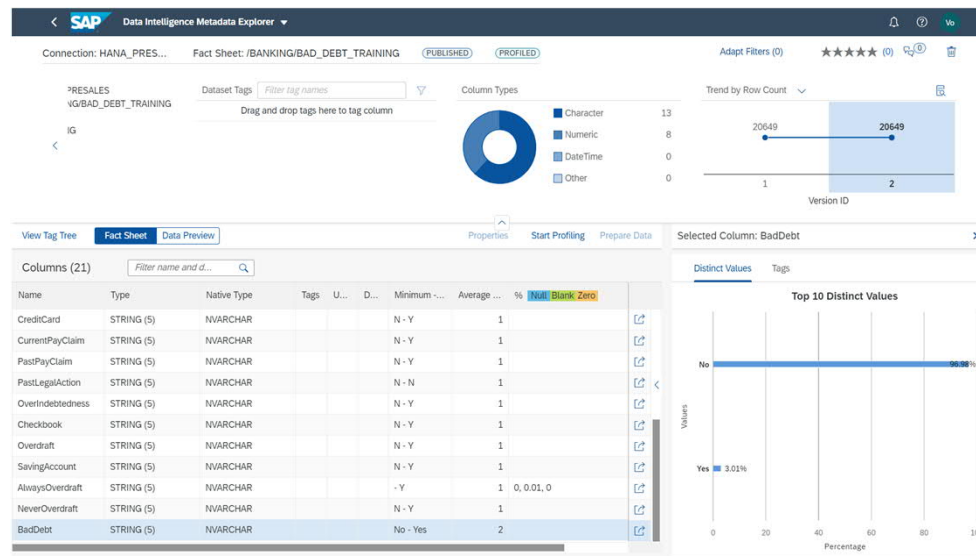 SAP Data Intelligence Metadata Explorer Vo
Connection: HANA_PRES... Fact Sheet: /BANKING/BAD_DEBT_TRAINING PUBLISHED PROFILED Adapt Filters (0) (0) 0
PRESALES
NG/BAD_DEBT_TRAINING
IG
Dataset Tags Filter tag names
Drag and drop tags here to tag column
Column Types
Character 13
Numeric 8
DateTime 0
Other 0
Trend by Row Count
20649 20649
1 2
Version ID
View Tag Tree Fact Sheet Data Preview Properties Start Profiling Prepare Data
Columns (21) Filter name and d...
Name Type Native Type Tags U... D... Minimum -... Average ... % Null Blank Zero
CreditCard STRING (5) NVARCHAR N - Y 1
CurrentPayClaim STRING (5) NVARCHAR N - Y 1
PastPayClaim STRING (5) NVARCHAR N - Y 1
PastLegalAction STRING (5) NVARCHAR N - N 1
OverIndebtedness STRING (5) NVARCHAR N - Y 1
Checkbook STRING (5) NVARCHAR N - Y 1
Overdraft STRING (5) NVARCHAR N - Y 1
SavingAccount STRING (5) NVARCHAR N - Y 1
AlwaysOverdraft STRING (5) NVARCHAR - Y 1 0, 0.01, 0
NeverOverdraft STRING (5) NVARCHAR N - Y 1
BadDebt STRING (5) NVARCHAR No - Yes 2
Selected Column: BadDebt
Distinct Values Tags
Top 10 Distinct Values
Values
No 96.98%
Yes 3.01%
0 20 40 60 80
Percentage